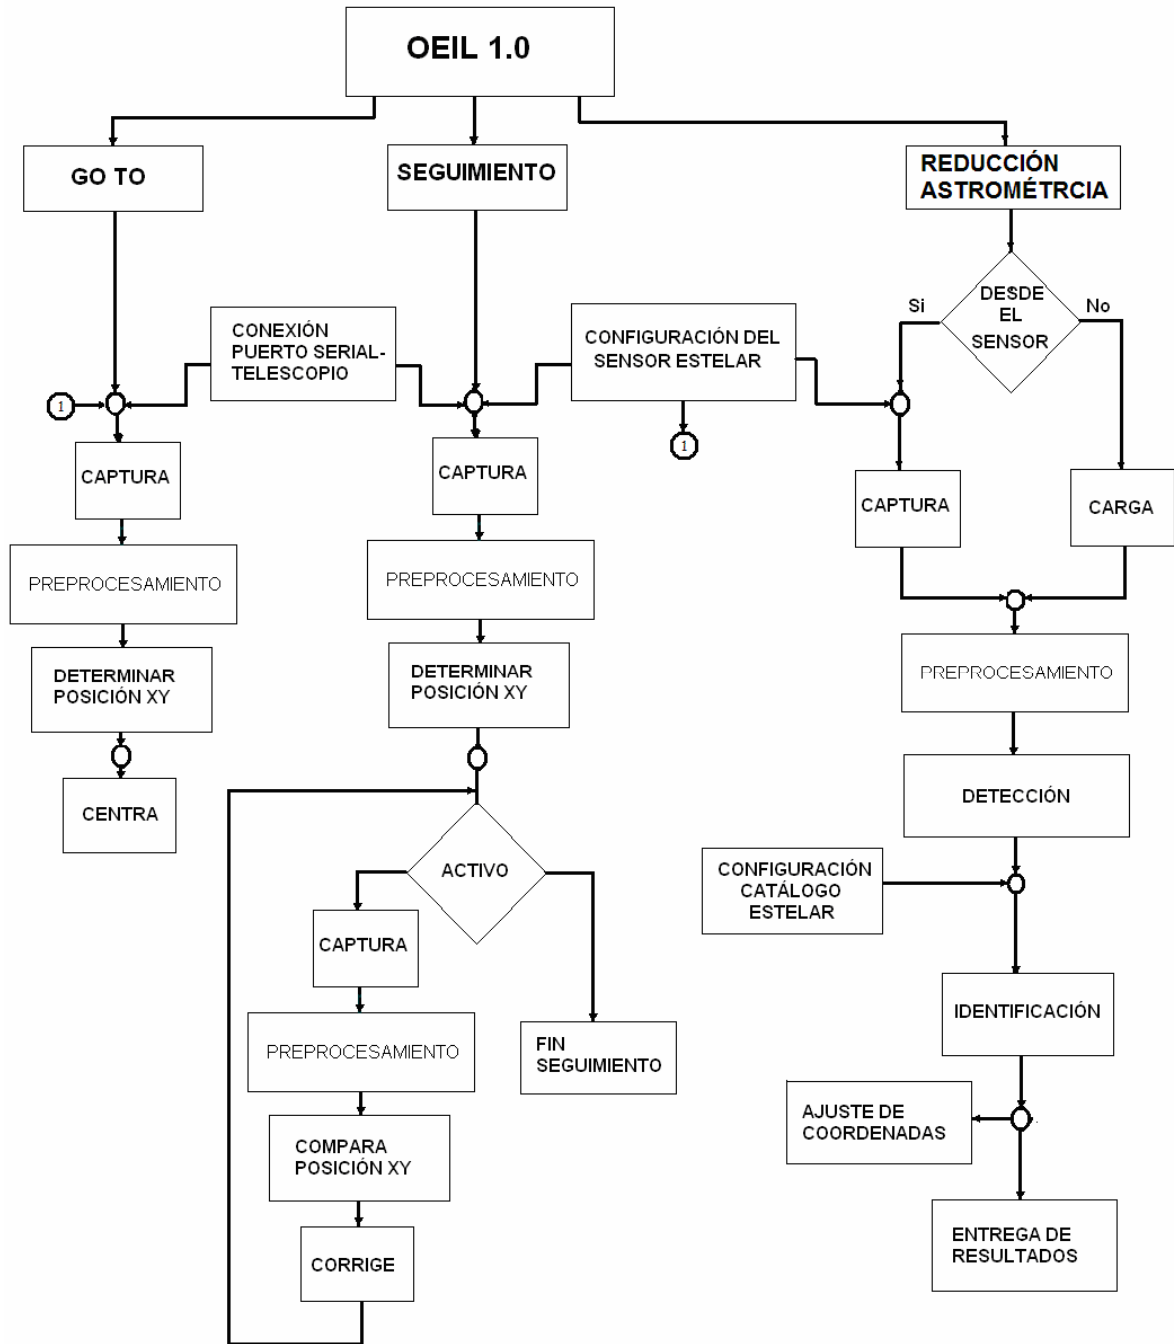 OEIL 1.0
GO TO
SEGUIMIENTO
REDUCCIÓN
ASTROMÉTRCIA
Si
DESDE
EL
SENSOR
No
CONEXIÓN
PUERTO SERIAL-
TELESCOPIO
CONFIGURACIÓN DEL
SENSOR ESTELAR
1
1
CAPTURA
CAPTURA
CAPTURA
CARGA
PREPROCESAMIENTO
PREPROCESAMIENTO
PREPROCESAMIENTO
DETERMINAR
POSICIÓN XY
DETERMINAR
POSICIÓN XY
CENTRA
DETECCIÓN
ACTIVO
CONFIGURACIÓN
CATÁLOGO
ESTELAR
CAPTURA
IDENTIFICACIÓN
PREPROCESAMIENTO
FIN
SEGUIMIENTO
AJUSTE DE
COORDENADAS
COMPARA
POSICIÓN XY
CORRIGE
ENTREGA DE
RESULTADOS